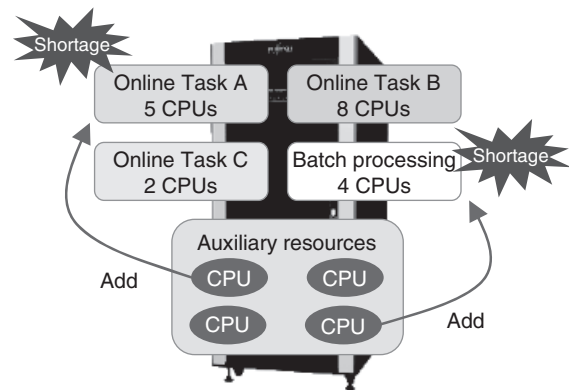 Shortage
Online Task A
5 CPUs
Online Task B
8 CPUs
Online Task C
2 CPUs
Batch processing
4 CPUs
Shortage
Auxiliary resources
CPU
CPU
Add
CPU
CPU
Add